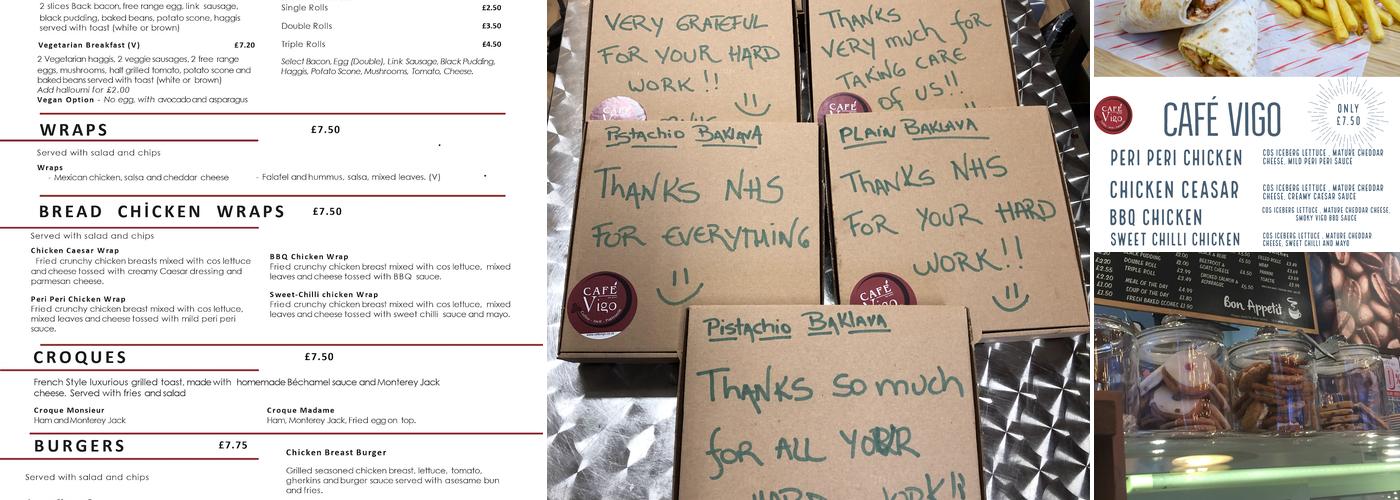 2 slices Back bacon, free range egg, link sausage,
black pudding, baked beans, potato scone, haggis
served with toast (white or brown)
Vegetarian Breakfast (V) £7.20
2 Vegetarian haggis, 2 veggie sausages, 2 free range
eggs, mushrooms, half grilled tomato, potato scone and
baked beans served with toast (white or brown)
Add halloumi for £2.00
Vegan Option - No egg, with avocado and asparagus
Single Rolls £2.50
Double Rolls £3.50
Triple Rolls £4.50
Select Bacon, Egg (Double), Link Sausage, Black Pudding,
Haggis, Potato Scone, Mushrooms, Tomato, Cheese.
WRAPS £7.50
Served with salad and chips
Wraps
- Mexican chicken, salsa and cheddar cheese
- Falafel and hummus, salsa, mixed leaves. (V)
BREAD CHİCKEN WRAPS £7.50
Served with salad and chips
Chicken Caesar Wrap
Fried crunchy chicken breasts mixed with cos lettuce
and cheese tossed with creamy Caesar dressing and
parmesan cheese.
Peri Peri Chicken Wrap
Fried crunchy chicken breast mixed with cos lettuce,
mixed leaves and cheese tossed with mild peri peri
sauce.
BBQ Chicken Wrap
Fried crunchy chicken breast mixed with cos lettuce, mixed
leaves and cheese tossed with BBQ sauce.
Sweet-Chilli chicken Wrap
Fried crunchy chicken breast mixed with cos lettuce, mixed
leaves and cheese tossed with sweet chilli sauce and mayo.
CROQUES £7.50
French Style luxurious grilled toast, made with homemade Béchamel sauce and Monterey Jack
cheese. Served with fries and salad
Croque Monsieur
Ham and Monterey Jack
Croque Madame
Ham, Monterey Jack, Fried egg on top.
BURGERS £7.75
Served with salad and chips
Chicken Breast Burger
Grilled seasoned chicken breast, lettuce, tomato,
gherkins and burger sauce served with asesame bun
and fries.
VERY GRATEFUL
FOR YOUR HARD
WORK !!
CAFÉ
THANKS
VERY much for
TAKING CARE
of US!!
CAFÉ
Pistachio BAKLAVA
THANKS NHS
FOR EVERYTHING
CAFÉ
Vigo
PLAIN BAKLAVA
THANKS NHS
FOR YOUR HARD
WORK!!
CAFÉ
Vigo
Pistachio BAKLAVA
THANKS so much
for ALL YOUR
HARD WORK!!
CAFÉ
Vigo
CAFÉ VIGO
ONLY
£7.50
PERI PERI CHICKEN
COS ICEBERG LETTUCE , MATURE CHEDDAR
CHEESE, MILD PERI PERI SAUCE
CHICKEN CEASAR
COS ICEBERG LETTUCE , MATURE CHEDDAR
CHEESE, CREAMY CAESAR SAUCE
BBQ CHICKEN
COS ICEBERG LETTUCE , MATURE CHEDDAR CHEESE,
SMOKY VIGO BBQ SAUCE
SWEET CHILLI CHICKEN
COS ICEBERG LETTUCE , MATURE CHEDDAR
CHEESE, SWEET CHILLI AND MAYO
DOUBLE ROLL
TRIPLE ROLL
MEAL OF THE DAY
SOUP OF THE DAY
Bon Appetit